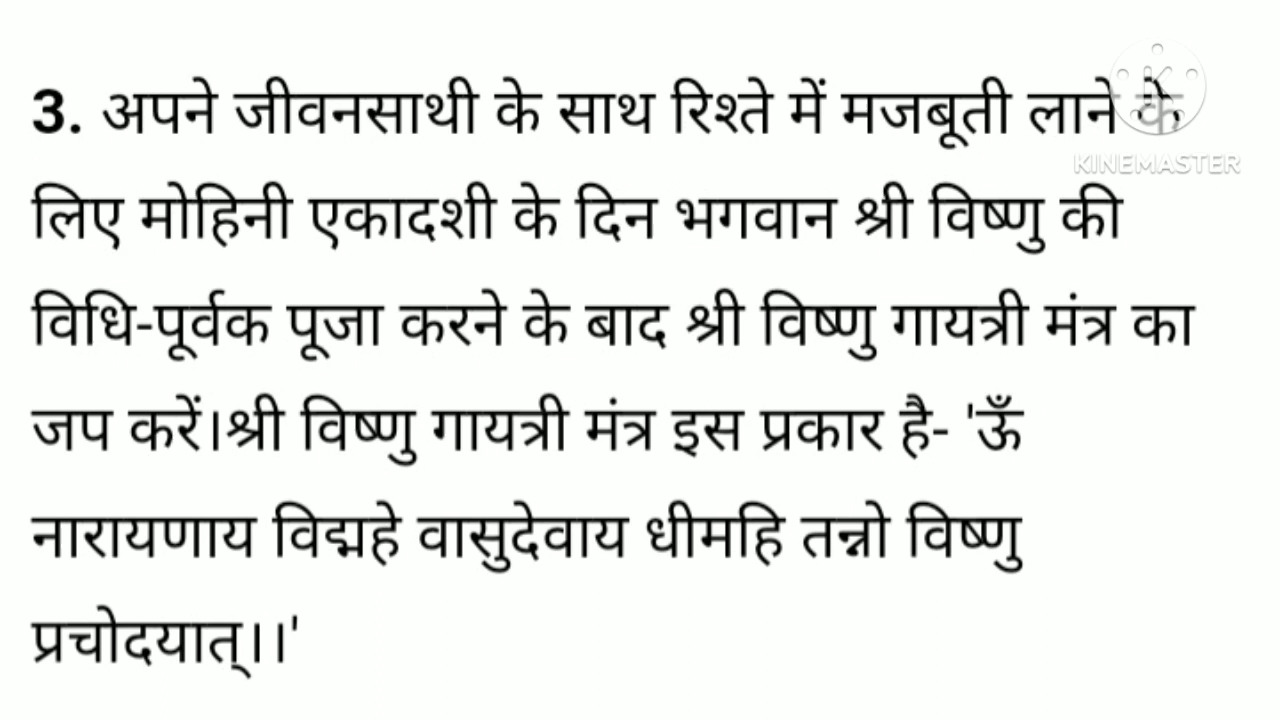 3. अपने जीवनसाथी के साथ रिश्ते में मजबूती लाने के
KINEMASTER
लिए मोहिनी एकादशी के दिन भगवान श्री विष्णु की
विधि-पूर्वक पूजा करने के बाद श्री विष्णु गायत्री मंत्र का
जप करें।श्री विष्णु गायत्री मंत्र इस प्रकार है- 'ऊँ
नारायणाय विद्महे वासुदेवाय धीमहि तन्नो विष्णु
प्रचोदयात्।।'